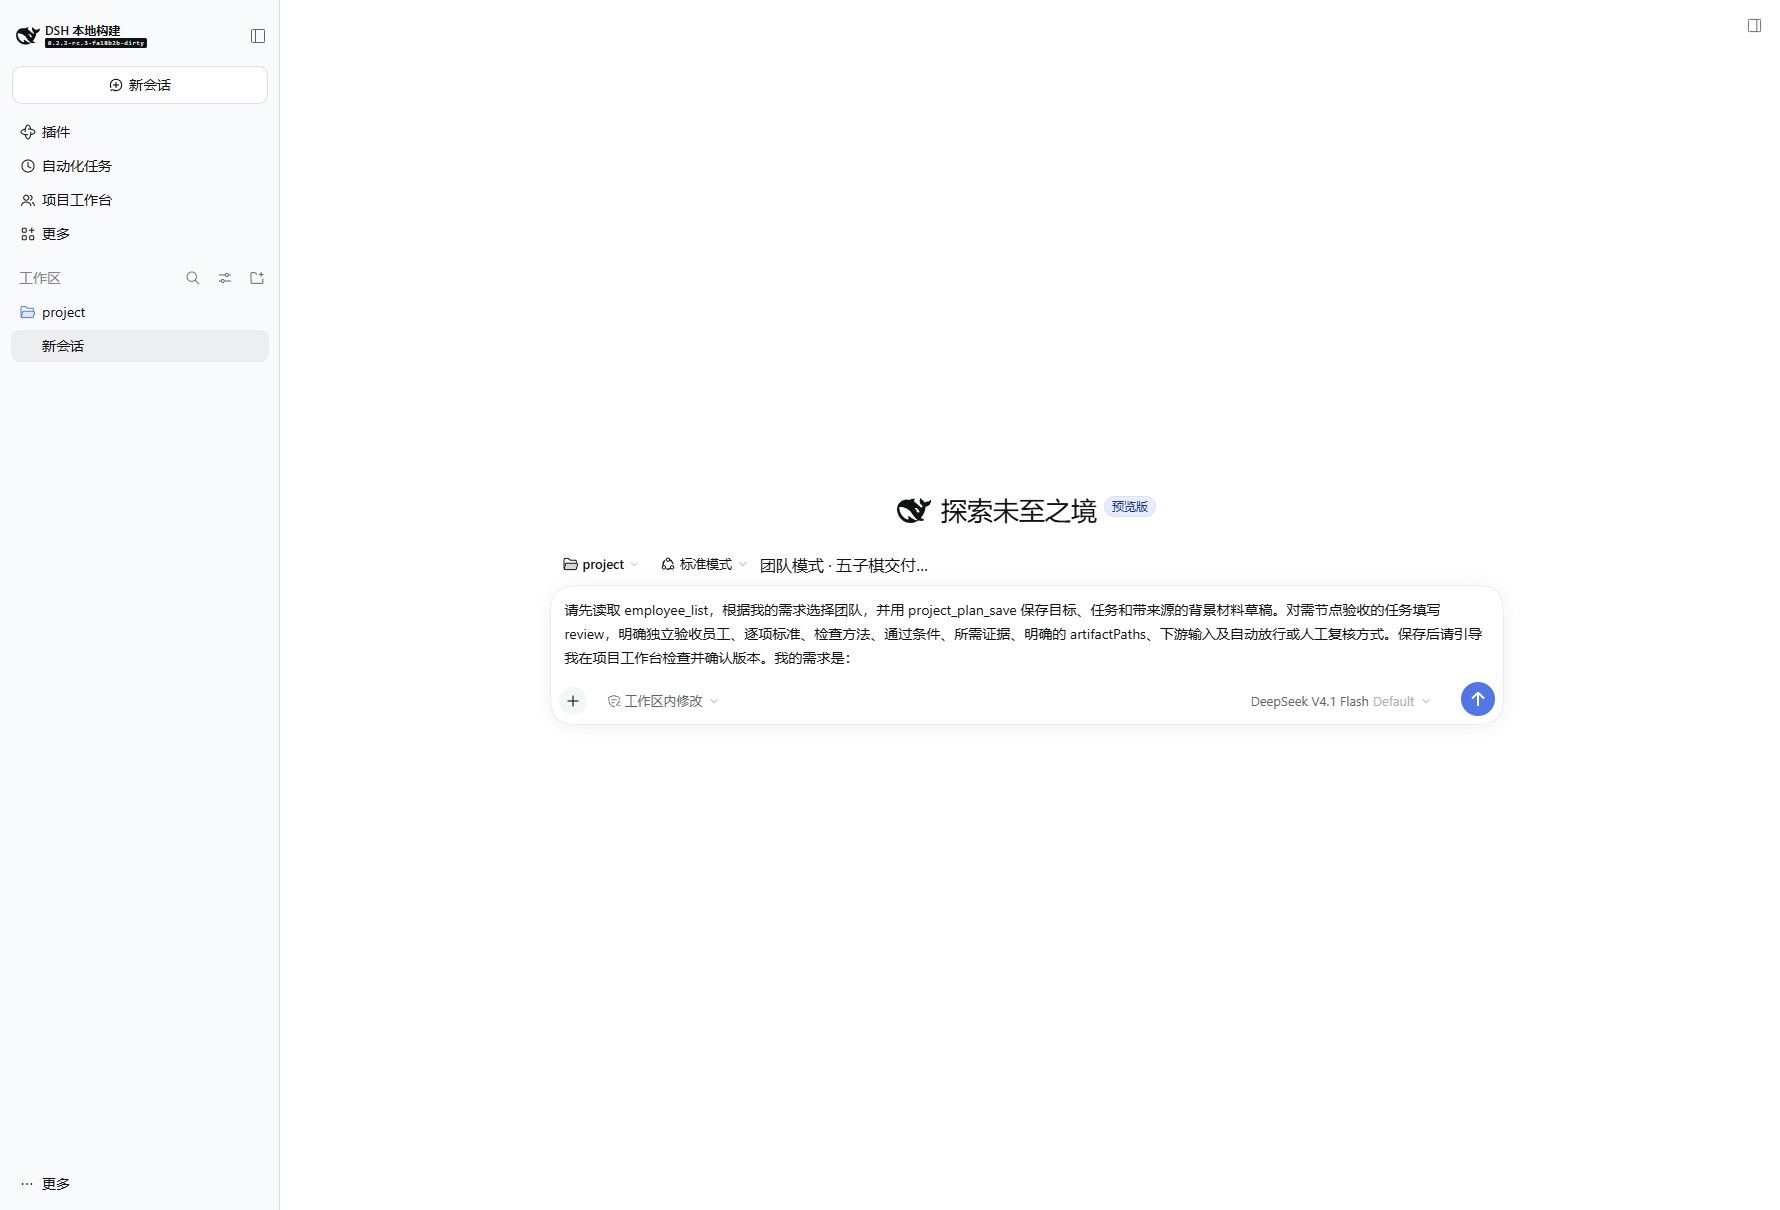 DSH 本地构建
0.2.2-rc.3-fa18b2b-dirty
新会话
插件
自动化任务
项目工作台
更多
工作区
project
新会话
探索未至之境 预览版
project 标准模式 团队模式 · 五子棋交付...
请先读取 employee_list，根据我的需求选择团队，并用 project_plan_save 保存目标、任务和带来源的背景材料草稿。对需节点验收的任务填写
review，明确独立验收员工、逐项标准、检查方法、通过条件、所需证据、明确的 artifactPaths、下游输入及自动放行或人工复核方式。保存后请引导
我在项目工作台检查并确认版本。我的需求是：
工作区内修改 DeepSeek V4.1 Flash Default
更多